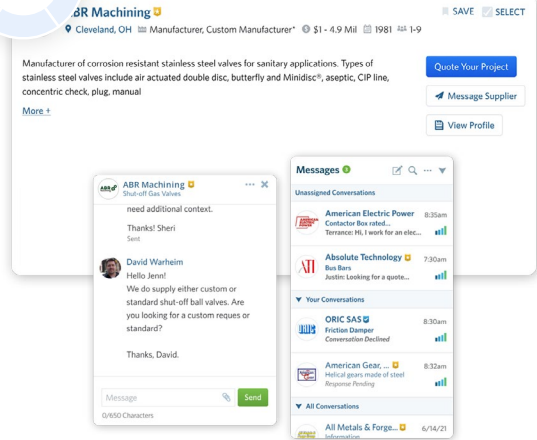 ABR Machining
SAVE
SELECT
Cleveland, OH
Manufacturer, Custom Manufacturer*
$1 - 4.9 Mil
1981
1-9
Manufacturer of corrosion resistant stainless steel valves for sanitary applications. Types of
stainless steel valves include air actuated double disc, butterfly and Minidisc®, aseptic, CIP line,
concentric check, plug, manual
More +
Quote Your Project
Message Supplier
View Profile
ABR Machining
Shut-off Gas Valves
need additional context.
Thanks! Sheri
Sent
David Warheim
Hello Jenn!
We do supply either custom or
standard shut-off ball valves. Are
you looking for a custom reques or
standard?
Thanks, David.
Message
Send
0/650 Characters
Messages
Unassigned Conversations
American Electric Power
8:35am
Contactor Box rated...
Terrance: Hi, I work for an elec...
Absolute Technology
7:30am
Bus Bars
Justin: Looking for a quote...
Your Conversations
ORIC SAS
8:30am
Friction Damper
Conversation Declined
American Gear, ...
8:32am
Helical gears made of steel
Response Pending
All Conversations
All Metals & Forge...
6/14/21
Information